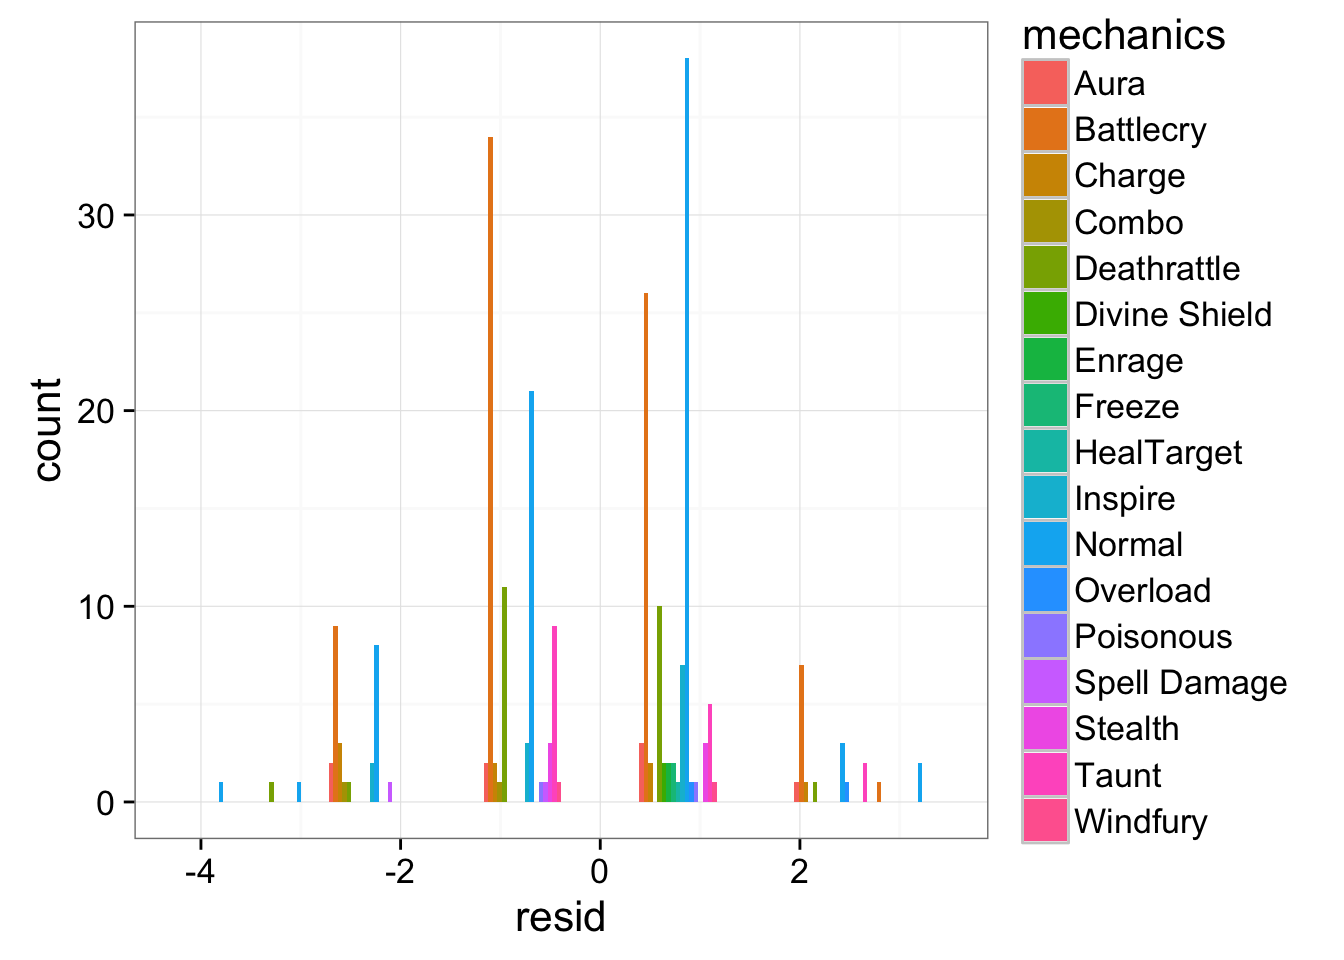 mechanics
Aura
Battlecry
Charge
Combo
Deathrattle
Divine Shield
Enrage
Freeze
HealTarget
Inspire
Normal
Overload
Poisonous
Spell Damage
Stealth
Taunt
Windfury
count
30
20
10
0
-4 -2 0 2
resid